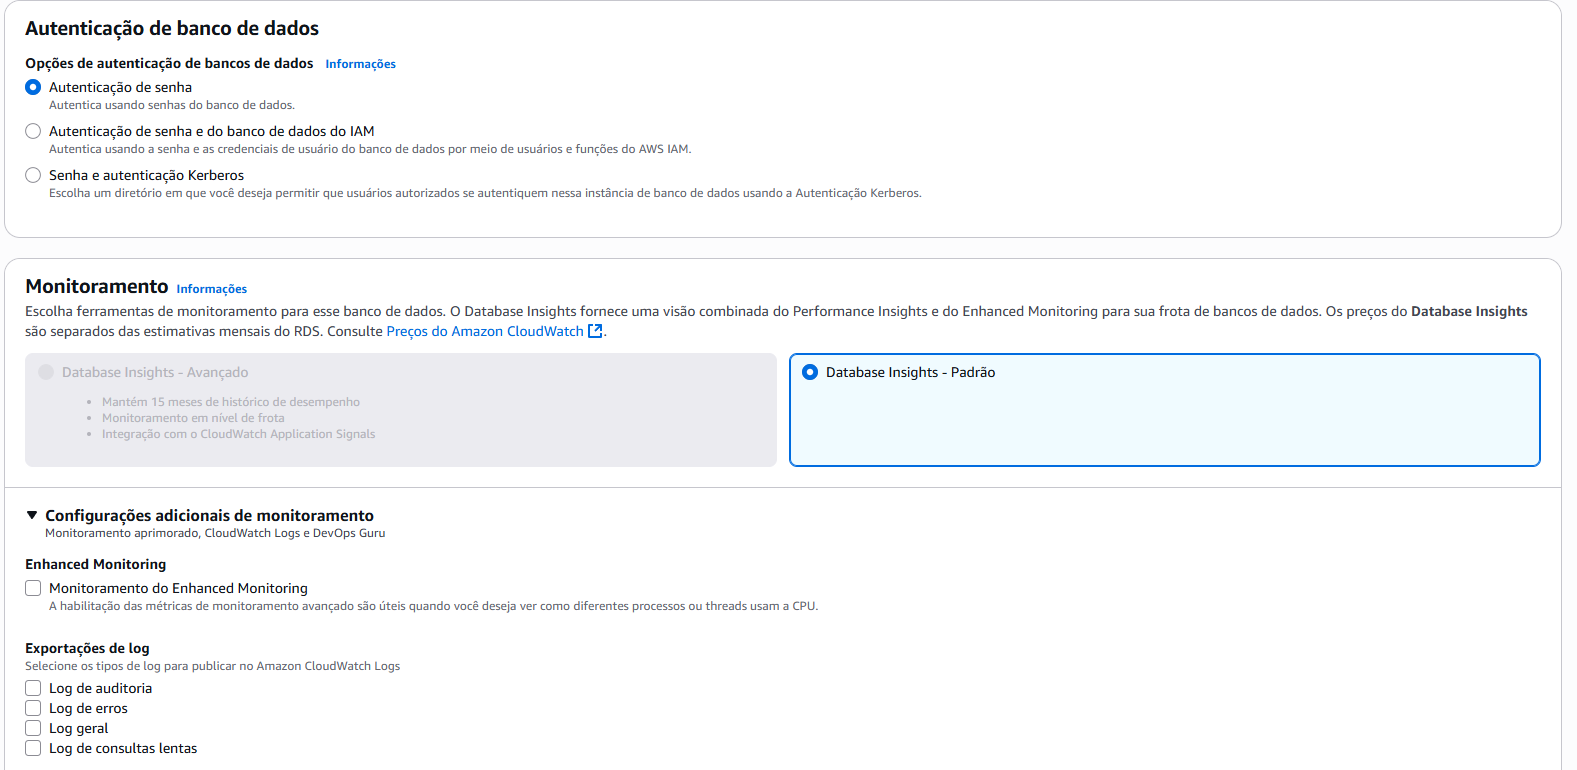 Autenticação de banco de dados
Opções de autenticação de bancos de dados Informações
Autenticação de senha
Autentica usando senhas do banco de dados.
Autenticação de senha e do banco de dados do IAM
Autentica usando a senha e as credenciais de usuário do banco de dados por meio de usuários e funções do AWS IAM.
Senha e autenticação Kerberos
Escolha um diretório em que você deseja permitir que usuários autorizados se autentiquem nessa instância de banco de dados usando a Autenticação Kerberos.
Monitoramento Informações
Escolha ferramentas de monitoramento para esse banco de dados. O Database Insights fornece uma visão combinada do Performance Insights e do Enhanced Monitoring para sua frota de bancos de dados. Os preços do Database Insights
são separados das estimativas mensais do RDS. Consulte Preços do Amazon CloudWatch.
Database Insights - Avançado
• Mantém 15 meses de histórico de desempenho
• Monitoramento em nível de frota
• Integração com o CloudWatch Application Signals
Database Insights - Padrão
Configurações adicionais de monitoramento
Monitoramento aprimorado, CloudWatch Logs e DevOps Guru
Enhanced Monitoring
Monitoramento do Enhanced Monitoring
A habilitação das métricas de monitoramento avançado são úteis quando você deseja ver como diferentes processos ou threads usam a CPU.
Exportações de log
Selecione os tipos de log para publicar no Amazon CloudWatch Logs
Log de auditoria
Log de erros
Log geral
Log de consultas lentas